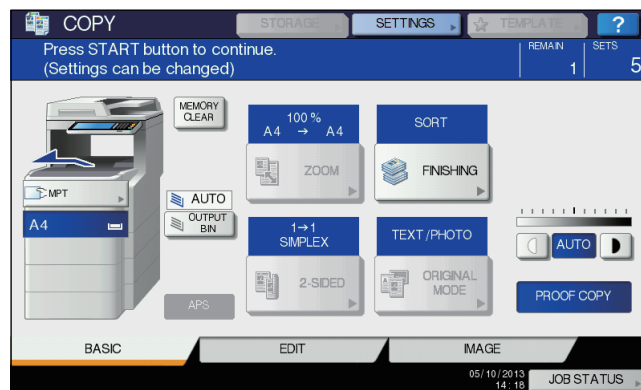 COPY
STORAGE
SETTINGS
TEMPLATE
?
Press START button to continue.
(Settings can be changed)
REMAIN
1
SETS
5
MEMORY
CLEAR
100 %
A4 → A4
ZOOM
SORT
FINISHING
MPT
A4
AUTO
OUTPUT
BIN
1→1
SIMPLEX
2-SIDED
TEXT/PHOTO
ORIGINAL
MODE
AUTO
APS
PROOF COPY
BASIC
EDIT
IMAGE
05/10/2013
14:18
JOB STATUS